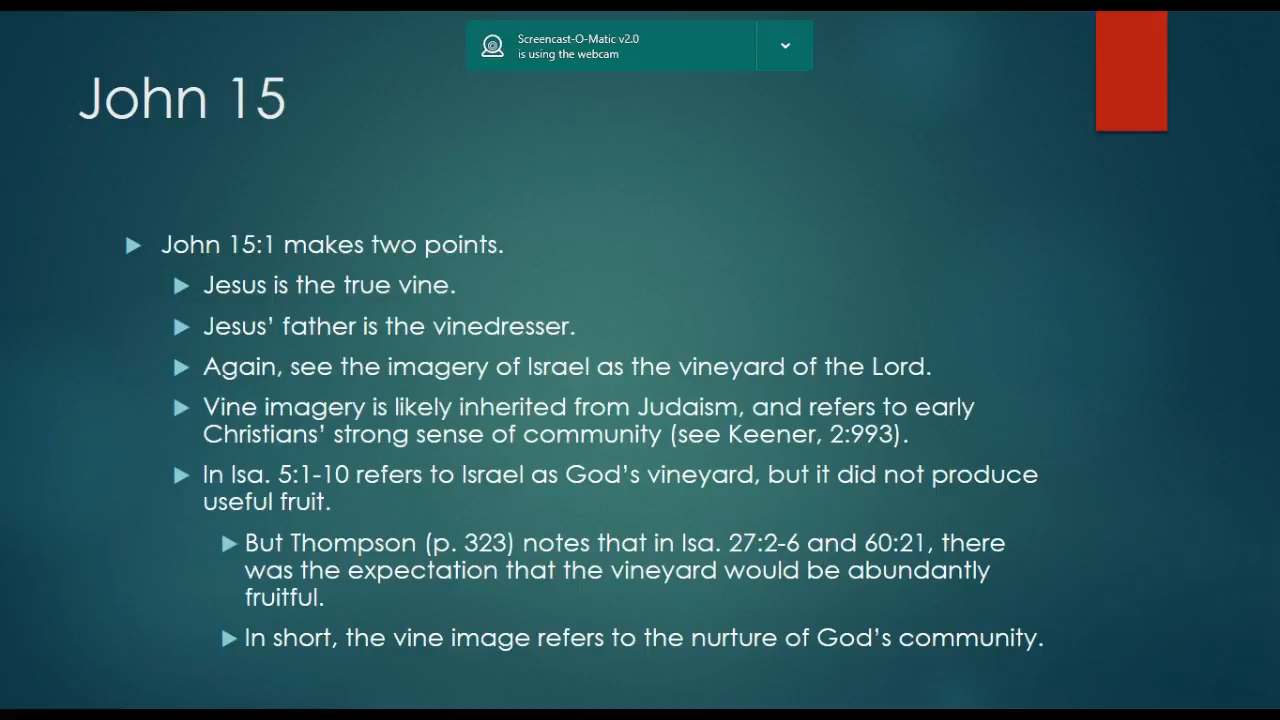 Screencast-O-Matic v2.0
is using the webcam
John 15
John 15:1 makes two points.
Jesus is the true vine.
Jesus' father is the vinedresser.
Again, see the imagery of Israel as the vineyard of the Lord.
Vine imagery is likely inherited from Judaism, and refers to early
Christians' strong sense of community (see Keener, 2:993).
In Isa. 5:1-10 refers to Israel as God's vineyard, but it did not produce
useful fruit.
But Thompson (p. 323) notes that in Isa. 27:2-6 and 60:21, there
was the expectation that the vineyard would be abundantly
fruitful.
In short, the vine image refers to the nurture of God's community.